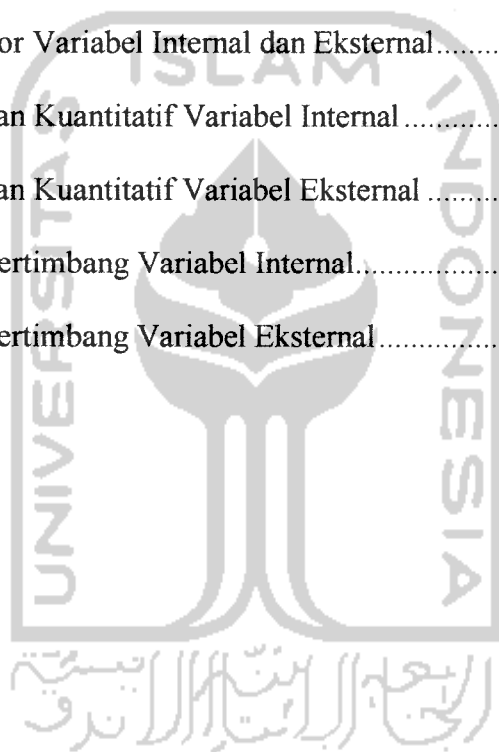 or Variabel Internal dan Eksternal........
an Kuantitatif Variabel Internal .............
an Kuantitatif Variabel Eksternal ..........
ertimbang Variabel Internal..................
ertimbang Variabel Eksternal...............
ISLAM
UNIVERSITAS
INDONESIA